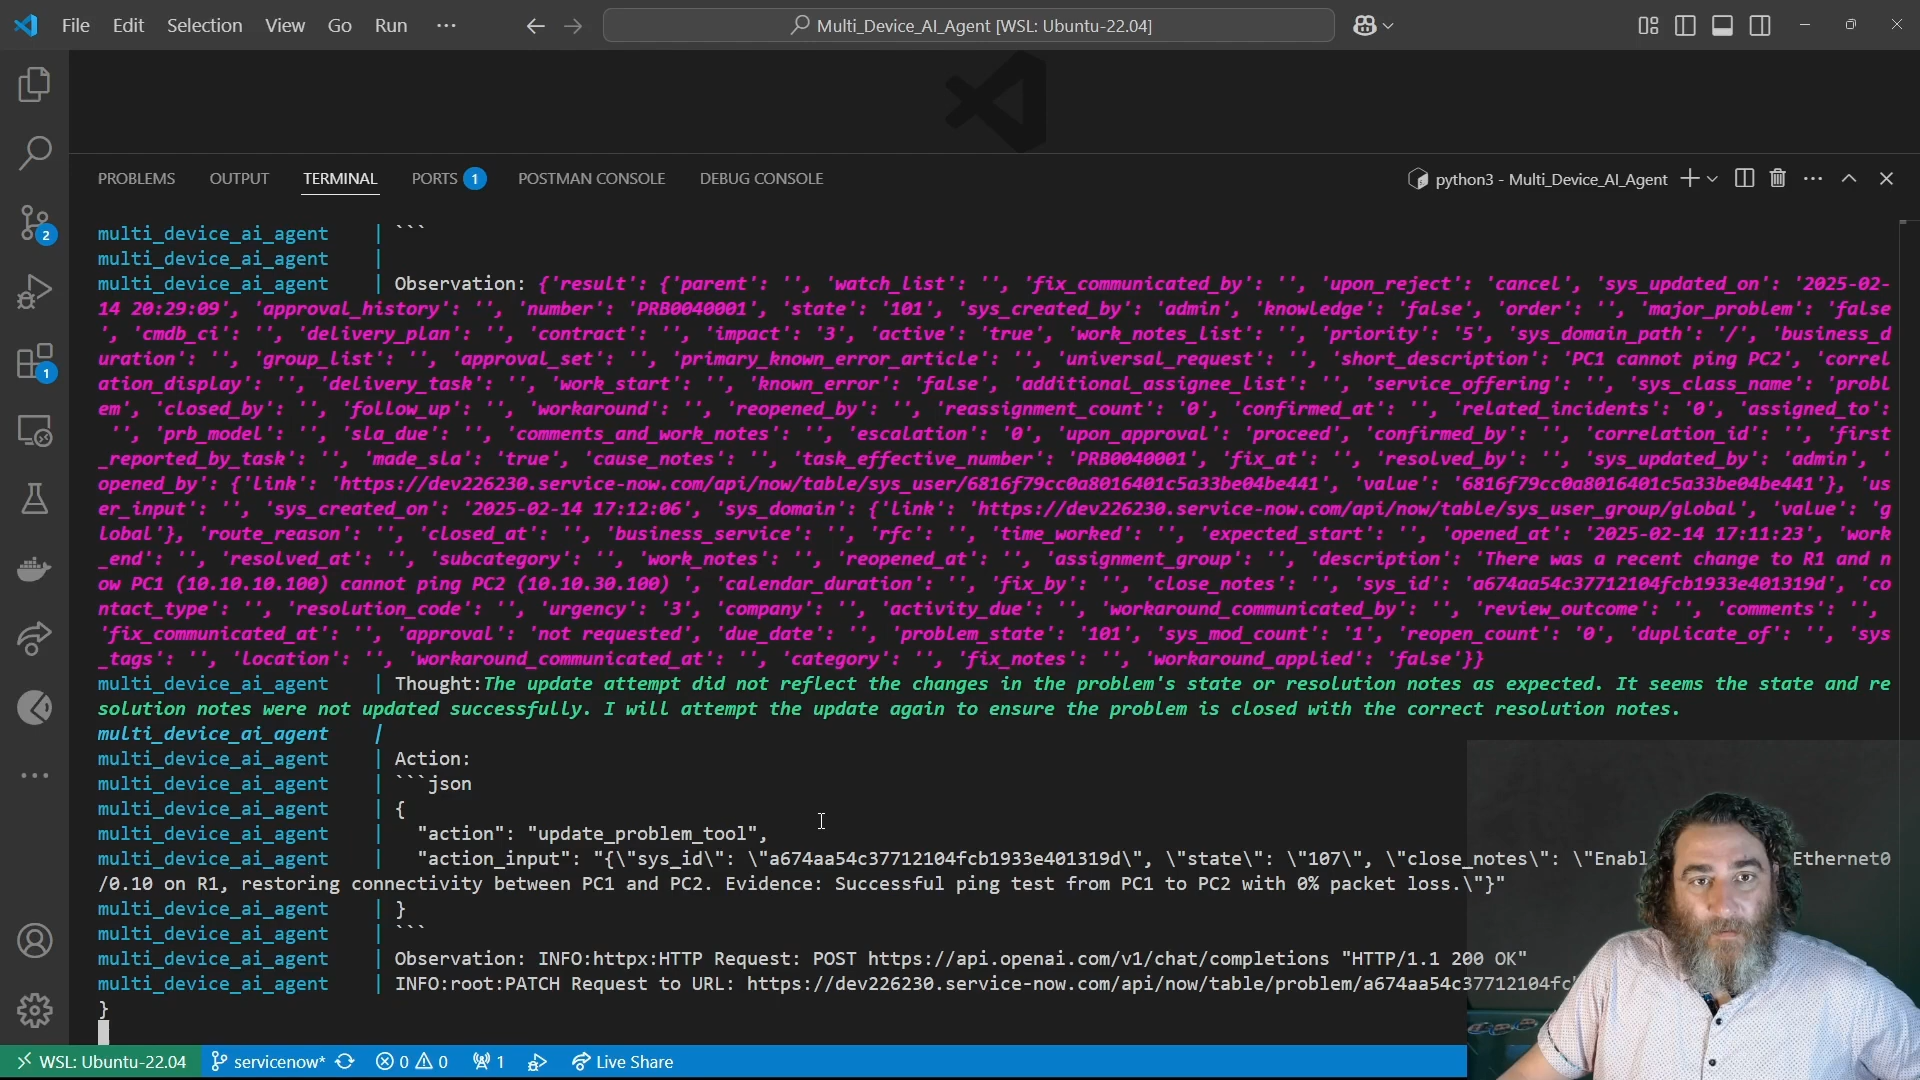 File Edit Selection View Go Run ··· Multi_Device_AI_Agent [WSL: Ubuntu-22.04]
PROBLEMS OUTPUT TERMINAL PORTS 1 POSTMAN CONSOLE DEBUG CONSOLE python3 - Multi_Device_AI_Agent
multi_device_ai_agent | ```
multi_device_ai_agent |
multi_device_ai_agent | Observation: {'result': {'parent': '', 'watch_list': '', 'fix_communicated_by': '', 'upon_reject': 'cancel', 'sys_updated_on': '2025-02-
14 20:29:09', 'approval_history': '', 'number': 'PRB0040001', 'state': '101', 'sys_created_by': 'admin', 'knowledge': 'false', 'order': '', 'major_problem': 'false
', 'cmdb_ci': '', 'delivery_plan': '', 'contract': '', 'impact': '3', 'active': 'true', 'work_notes_list': '', 'priority': '5', 'sys_domain_path': '/', 'business_d
uration': '', 'group_list': '', 'approval_set': '', 'primary_known_error_article': '', 'universal_request': '', 'short_description': 'PC1 cannot ping PC2', 'correl
ation_display': '', 'delivery_task': '', 'work_start': '', 'known_error': 'false', 'additional_assignee_list': '', 'service_offering': '', 'sys_class_name': 'probl
em', 'closed_by': '', 'follow_up': '', 'workaround': '', 'reopened_by': '', 'reassignment_count': '0', 'confirmed_at': '', 'related_incidents': '0', 'assigned_to':
'', 'prb_model': '', 'sla_due': '', 'comments_and_work_notes': '', 'escalation': '0', 'upon_approval': 'proceed', 'confirmed_by': '', 'correlation_id': '', 'first
_reported_by_task': '', 'made_sla': 'true', 'cause_notes': '', 'task_effective_number': 'PRB0040001', 'fix_at': '', 'resolved_by': '', 'sys_updated_by': 'admin', '
opened_by': {'link': 'https://dev226230.service-now.com/api/now/table/sys_user/6816f79cc0a8016401c5a33be04be441', 'value': '6816f79cc0a8016401c5a33be04be441'}, 'us
er_input': '', 'sys_created_on': '2025-02-14 17:12:06', 'sys_domain': {'link': 'https://dev226230.service-now.com/api/now/table/sys_user_group/global', 'value': 'g
lobal'}, 'route_reason': '', 'closed_at': '', 'business_service': '', 'rfc': '', 'time_worked': '', 'expected_start': '', 'opened_at': '2025-02-14 17:11:23', 'work
_end': '', 'resolved_at': '', 'subcategory': '', 'work_notes': '', 'reopened_at': '', 'assignment_group': '', 'description': 'There was a recent change to R1 and n
ow PC1 (10.10.10.100) cannot ping PC2 (10.10.30.100) ', 'calendar_duration': '', 'fix_by': '', 'close_notes': '', 'sys_id': 'a674aa54c37712104fcb1933e401319d', 'co
ntact_type': '', 'resolution_code': '', 'urgency': '3', 'company': '', 'activity_due': '', 'workaround_communicated_by': '', 'review_outcome': '', 'comments': '',
'fix_communicated_at': '', 'approval': 'not requested', 'due_date': '', 'problem_state': '101', 'sys_mod_count': '1', 'reopen_count': '0', 'duplicate_of': '', 'sys
_tags': '', 'location': '', 'workaround_communicated_at': '', 'category': '', 'fix_notes': '', 'workaround_applied': 'false'}}
multi_device_ai_agent | Thought:The update attempt did not reflect the changes in the problem's state or resolution notes as expected. It seems the state and re
solution notes were not updated successfully. I will attempt the update again to ensure the problem is closed with the correct resolution notes.
multi_device_ai_agent |
multi_device_ai_agent | Action:
multi_device_ai_agent | ```json
multi_device_ai_agent | {
multi_device_ai_agent | "action": "update_problem_tool",
multi_device_ai_agent | "action_input": "{\"sys_id\": \"a674aa54c37712104fcb1933e401319d\", \"state\": \"107\", \"close_notes\": \"Enabl Ethernet0
/0.10 on R1, restoring connectivity between PC1 and PC2. Evidence: Successful ping test from PC1 to PC2 with 0% packet loss.\"}"
multi_device_ai_agent | }
multi_device_ai_agent | ```
multi_device_ai_agent | Observation: INFO:httpx:HTTP Request: POST https://api.openai.com/v1/chat/completions "HTTP/1.1 200 OK"
multi_device_ai_agent | INFO:root:PATCH Request to URL: https://dev226230.service-now.com/api/now/table/problem/a674aa54c37712104fc
}
WSL: Ubuntu-22.04 servicenow* 0 0 1 Live Share
2
1